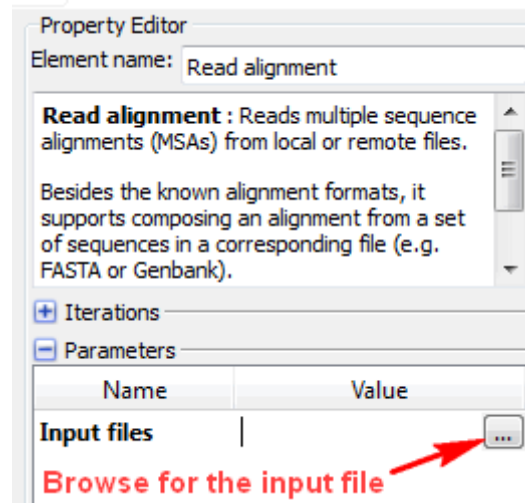 Property Editor
Element name: Read alignment
Read alignment : Reads multiple sequence
alignments (MSAs) from local or remote files.
Besides the known alignment formats, it
supports composing an alignment from a set
of sequences in a corresponding file (e.g.
FASTA or Genbank).
Iterations
Parameters
Name Value
Input files ...
Browse for the input file